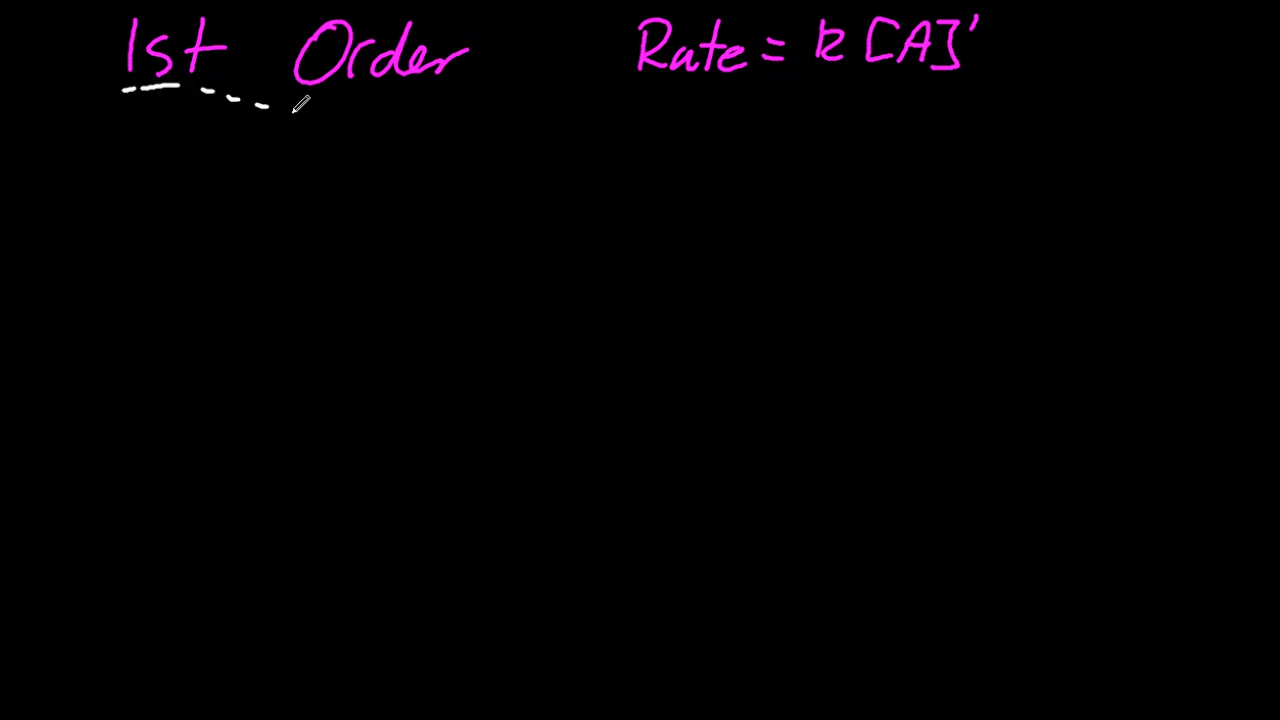 1st Order Rate = k[A]¹